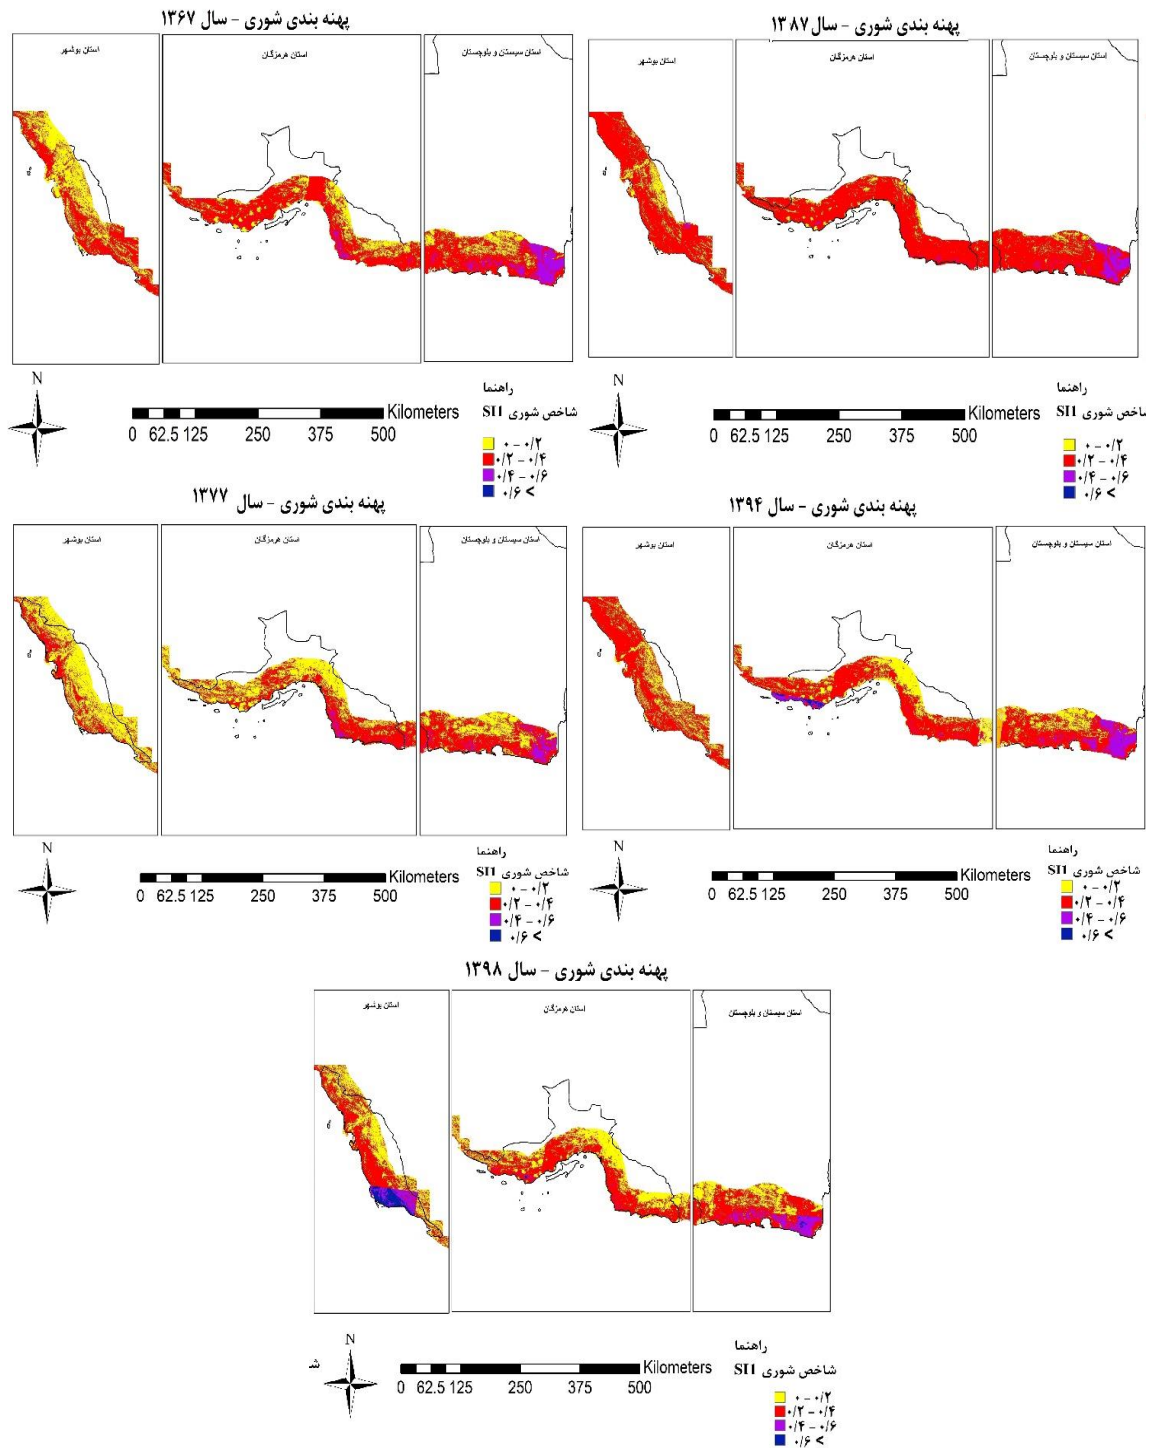 پهنه بندی شوری - سال ۱۳۶۷
استان بوشهر
استان هرمزگان
استان سیستان و بلوچستان
N
Kilometers
0 62.5 125 250 375 500
راهنما
شاخص شوری SI1
۰ - ۰/۲
۰/۲ - ۰/۴
۰/۴ - ۰/۶
۰/۶ <
پهنه بندی شوری - سال ۱۳۸۷
استان بوشهر
استان هرمزگان
استان سیستان و بلوچستان
N
Kilometers
0 62.5 125 250 375 500
راهنما
ماخص شوری SI1
۰ - ۰/۲
۰/۲ - ۰/۴
۰/۴ - ۰/۶
۰/۶ <
پهنه بندی شوری - سال ۱۳۷۷
استان بوشهر
استان هرمزگان
استان سیستان و بلوچستان
N
Kilometers
0 62.5 125 250 375 500
راهنما
شاخص شوری SI1
۰ - ۰/۲
۰/۲ - ۰/۴
۰/۴ - ۰/۶
۰/۶ <
پهنه بندی شوری - سال ۱۳۹۴
استان بوشهر
استان هرمزگان
استان سیستان و بلوچستان
N
Kilometers
0 62.5 125 250 375 500
راهنما
شاخص شوری SI1
۰ - ۰/۲
۰/۲ - ۰/۴
۰/۴ - ۰/۶
۰/۶ <
پهنه بندی شوری - سال ۱۳۹۸
استان بوشهر
استان هرمزگان
استان سیستان و بلوچستان
N
ش
Kilometers
0 62.5 125 250 375 500
راهنما
شاخص شوری SI1
۰ - ۰/۲
۰/۲ - ۰/۴
۰/۴ - ۰/۶
۰/۶ <